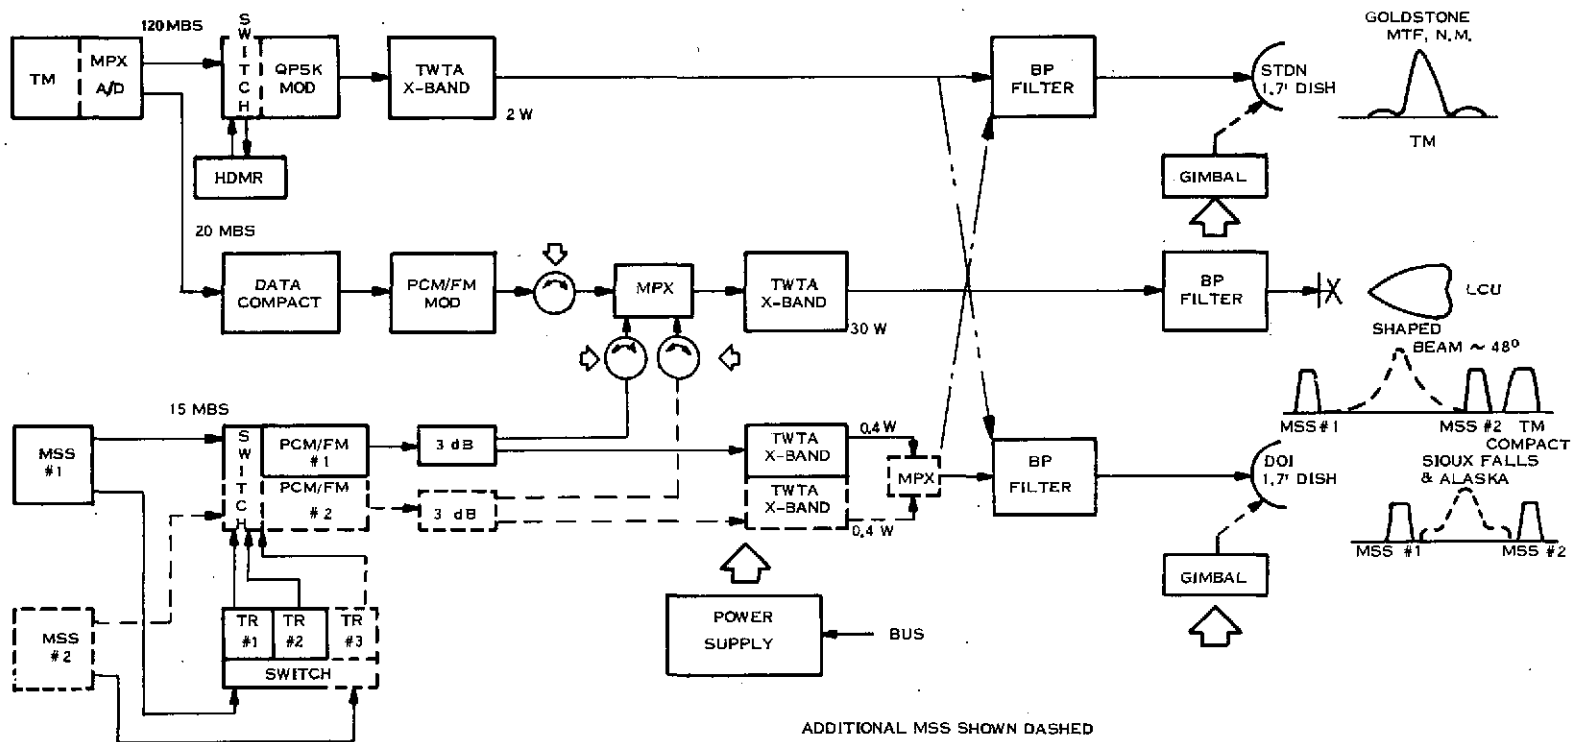 120 MBS
TM
MPX
A/D
SWITCH
QPSK
MOD
TWTA
X-BAND
2 W
HDMR
BP
FILTER
STDN
1.7' DISH
GIMBAL
GOLDSTONE
MTF, N.M.
TM
20 MBS
DATA
COMPACT
PCM/FM
MOD
MPX
TWTA
X-BAND
30 W
BP
FILTER
LCU
SHAPED
BEAM ~ 48°
MSS #1
MSS #2
TM
COMPACT
15 MBS
MSS
#1
SWITCH
PCM/FM
#1
PCM/FM
#2
3 dB
3 dB
TWTA
X-BAND
0.4 W
TWTA
X-BAND
0.4 W
MPX
BP
FILTER
DOI
1.7' DISH
GIMBAL
SIOUX FALLS
& ALASKA
MSS #1
MSS #2
MSS
#2
TR
#1
TR
#2
TR
#3
SWITCH
POWER
SUPPLY
BUS
ADDITIONAL MSS SHOWN DASHED